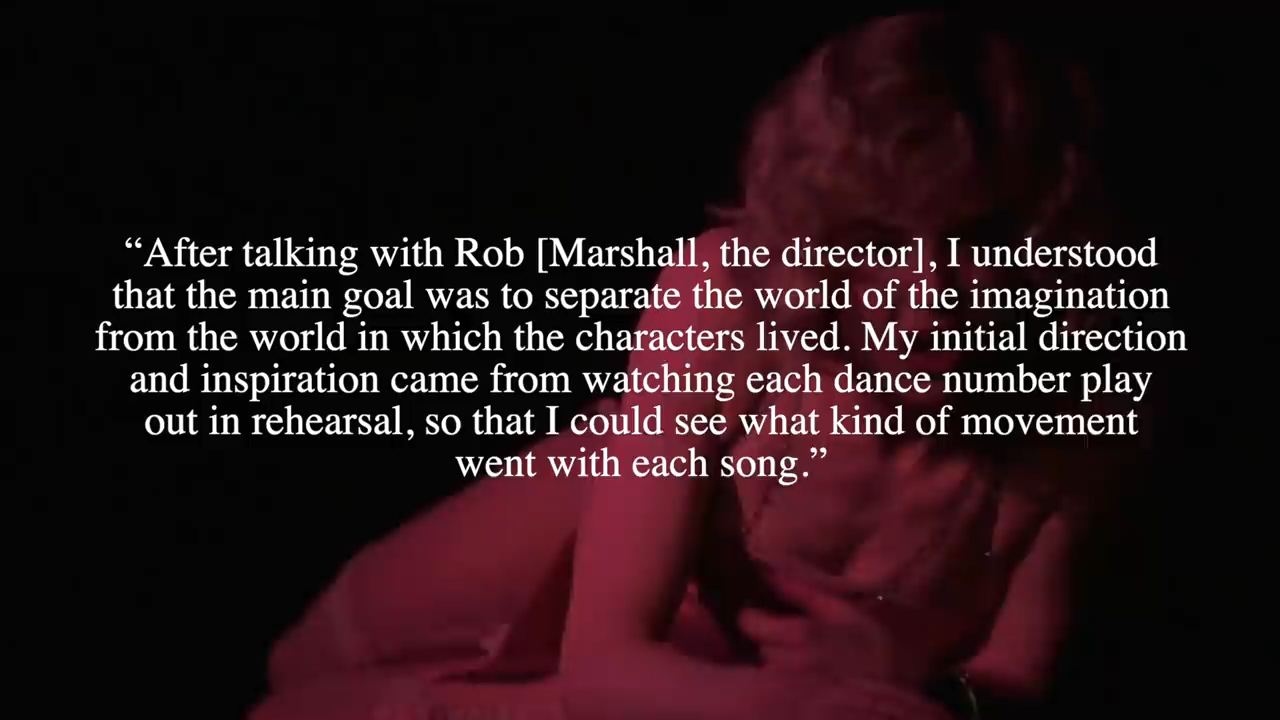 “After talking with Rob [Marshall, the director], I understood
that the main goal was to separate the world of the imagination
from the world in which the characters lived. My initial direction
and inspiration came from watching each dance number play
out in rehearsal, so that I could see what kind of movement
went with each song.”